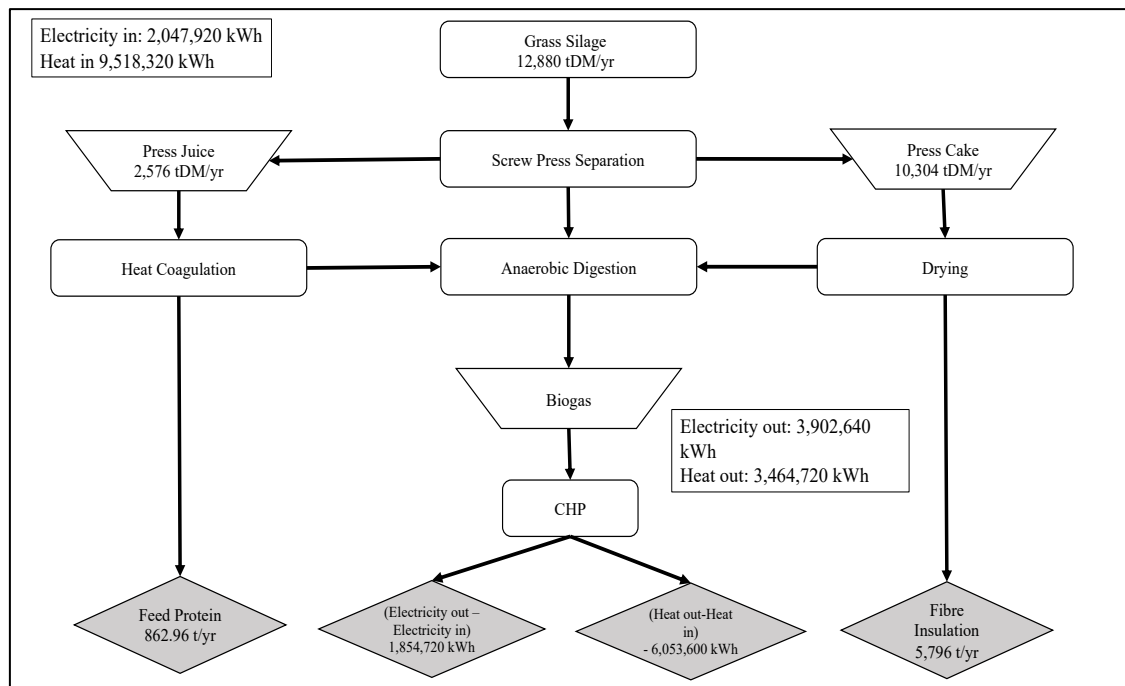 Electricity in: 2,047,920 kWh
Heat in 9,518,320 kWh
Grass Silage
12,880 tDM/yr
Press Juice
2,576 tDM/yr
Screw Press Separation
Press Cake
10,304 tDM/yr
Heat Coagulation
Anaerobic Digestion
Drying
Biogas
Electricity out: 3,902,640
kWh
Heat out: 3,464,720 kWh
CHP
Feed Protein
862.96 t/yr
(Electricity out –
Electricity in)
1,854,720 kWh
(Heat out-Heat
in)
- 6,053,600 kWh
Fibre
Insulation
5,796 t/yr